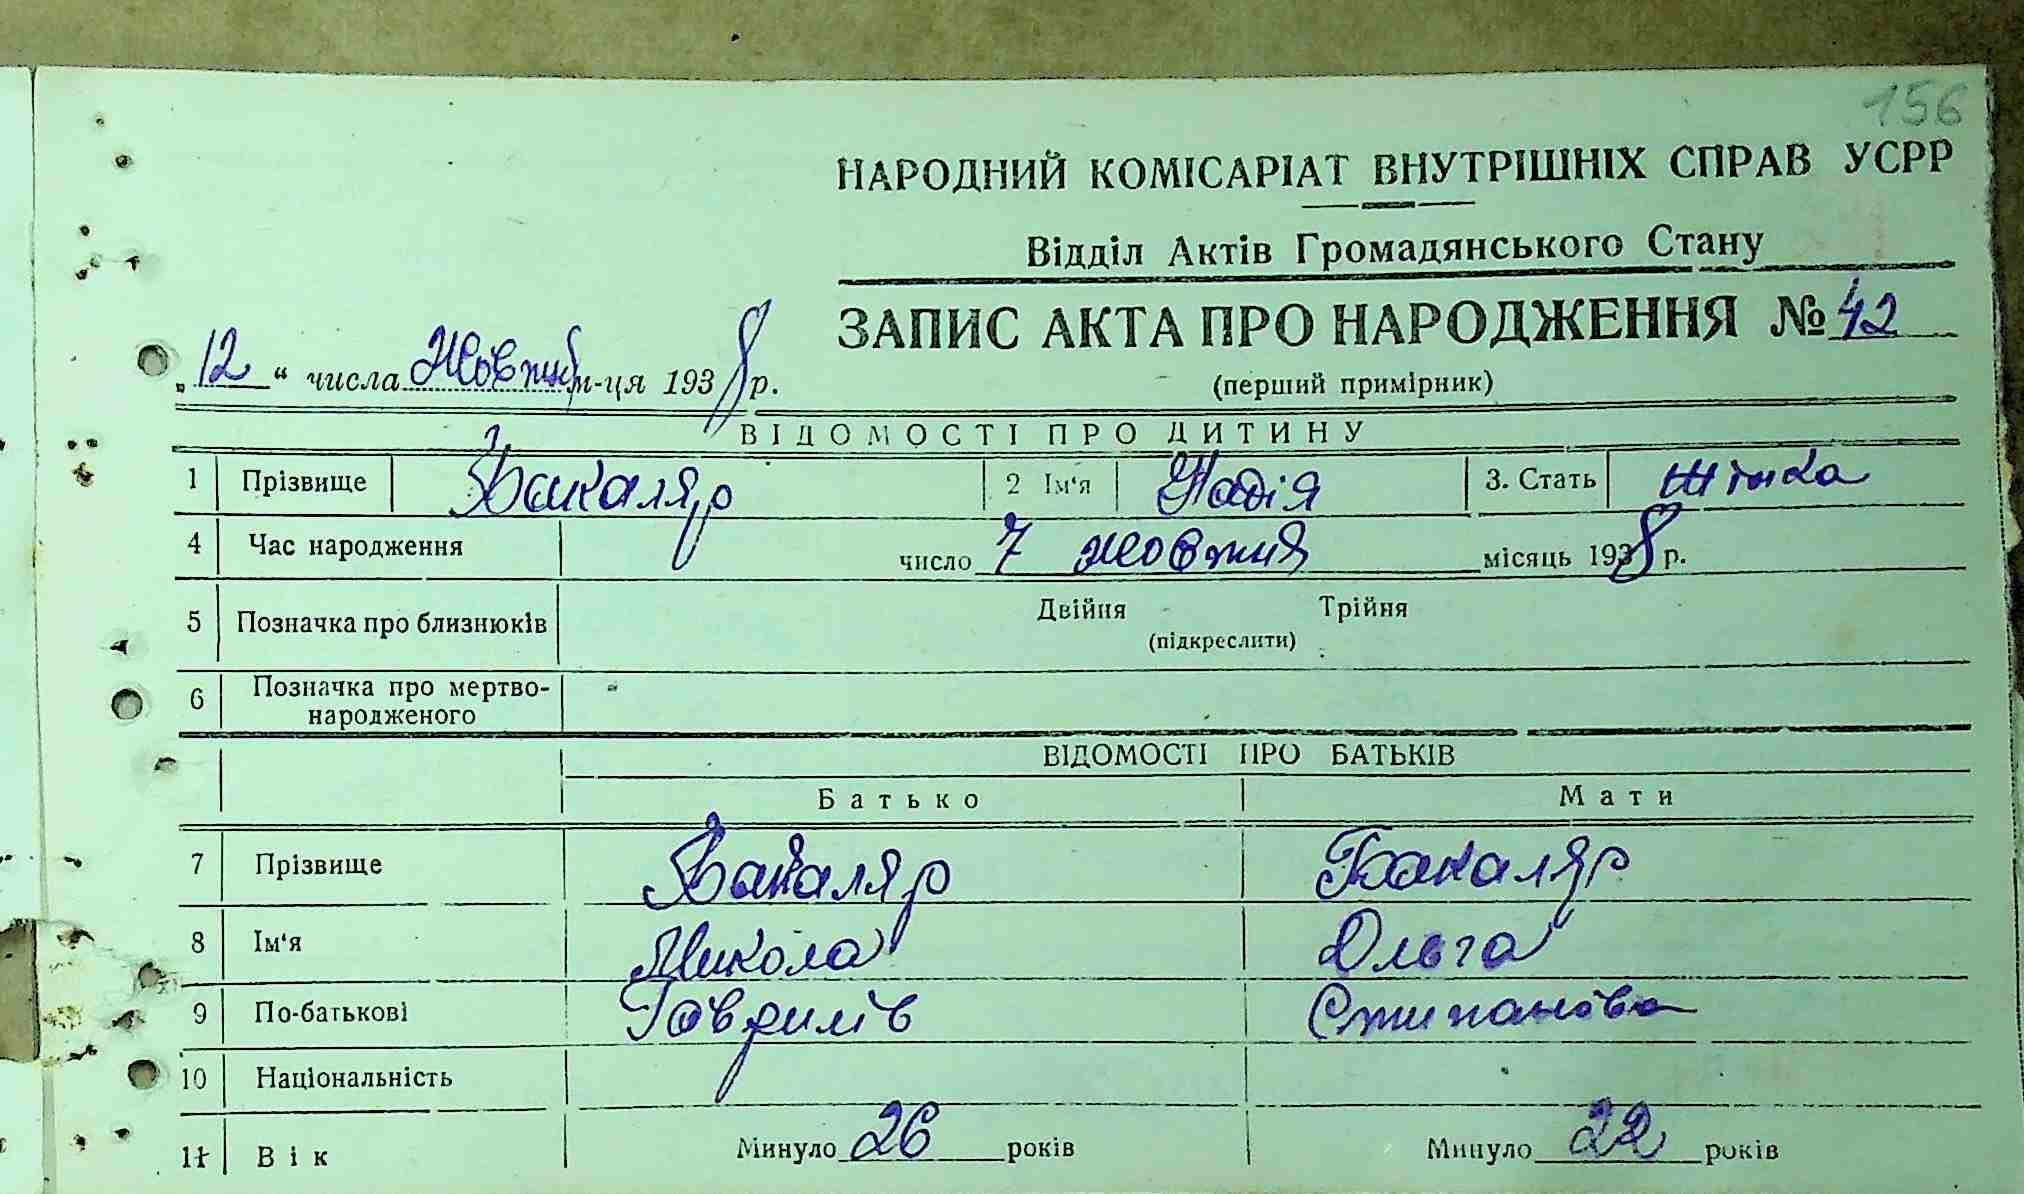 156
НАРОДНИЙ КОМІСАРІАТ ВНУТРІШНІХ СПРАВ УСРР
Відділ Актів Громадянського Стану
ЗАПИС АКТА ПРО НАРОДЖЕННЯ № 42
„12“ числа Жовтня м-ця 1938 р.
(перший примірник)
ВІДОМОСТІ ПРО ДИТИНУ
1 Прізвище Бакаляр 2 Ім'я Надія 3. Стать жінка
4 Час народження число 7 жовтня місяць 1938 р.
5 Позначка про близнюків Двійня Трійня
(підкреслити)
6 Позначка про мертво-
народженого
ВІДОМОСТІ ПРО БАТЬКІВ
Батько Мати
7 Прізвище Бакаляр Бакаляр
8 Ім'я Микола Ольга
9 По-батькові Гаврилів Стипанова
10 Національність
11 Вік Минуло 26 років Минуло 22 років